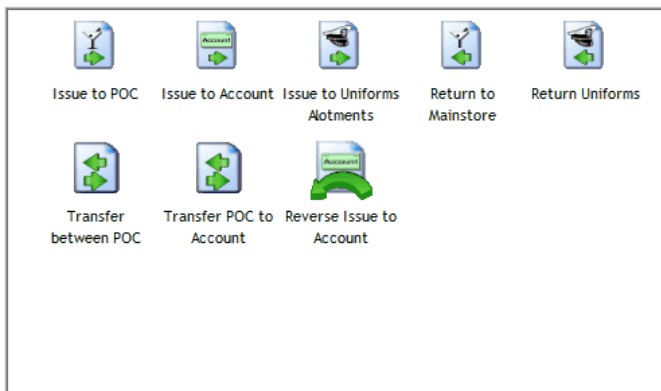 Account
Issue to POC
Issue to Account
Issue to Uniforms
Alotments
Return to
Mainstore
Return Uniforms
Account
Transfer
between POC
Transfer POC to
Account
Reverse Issue to
Account